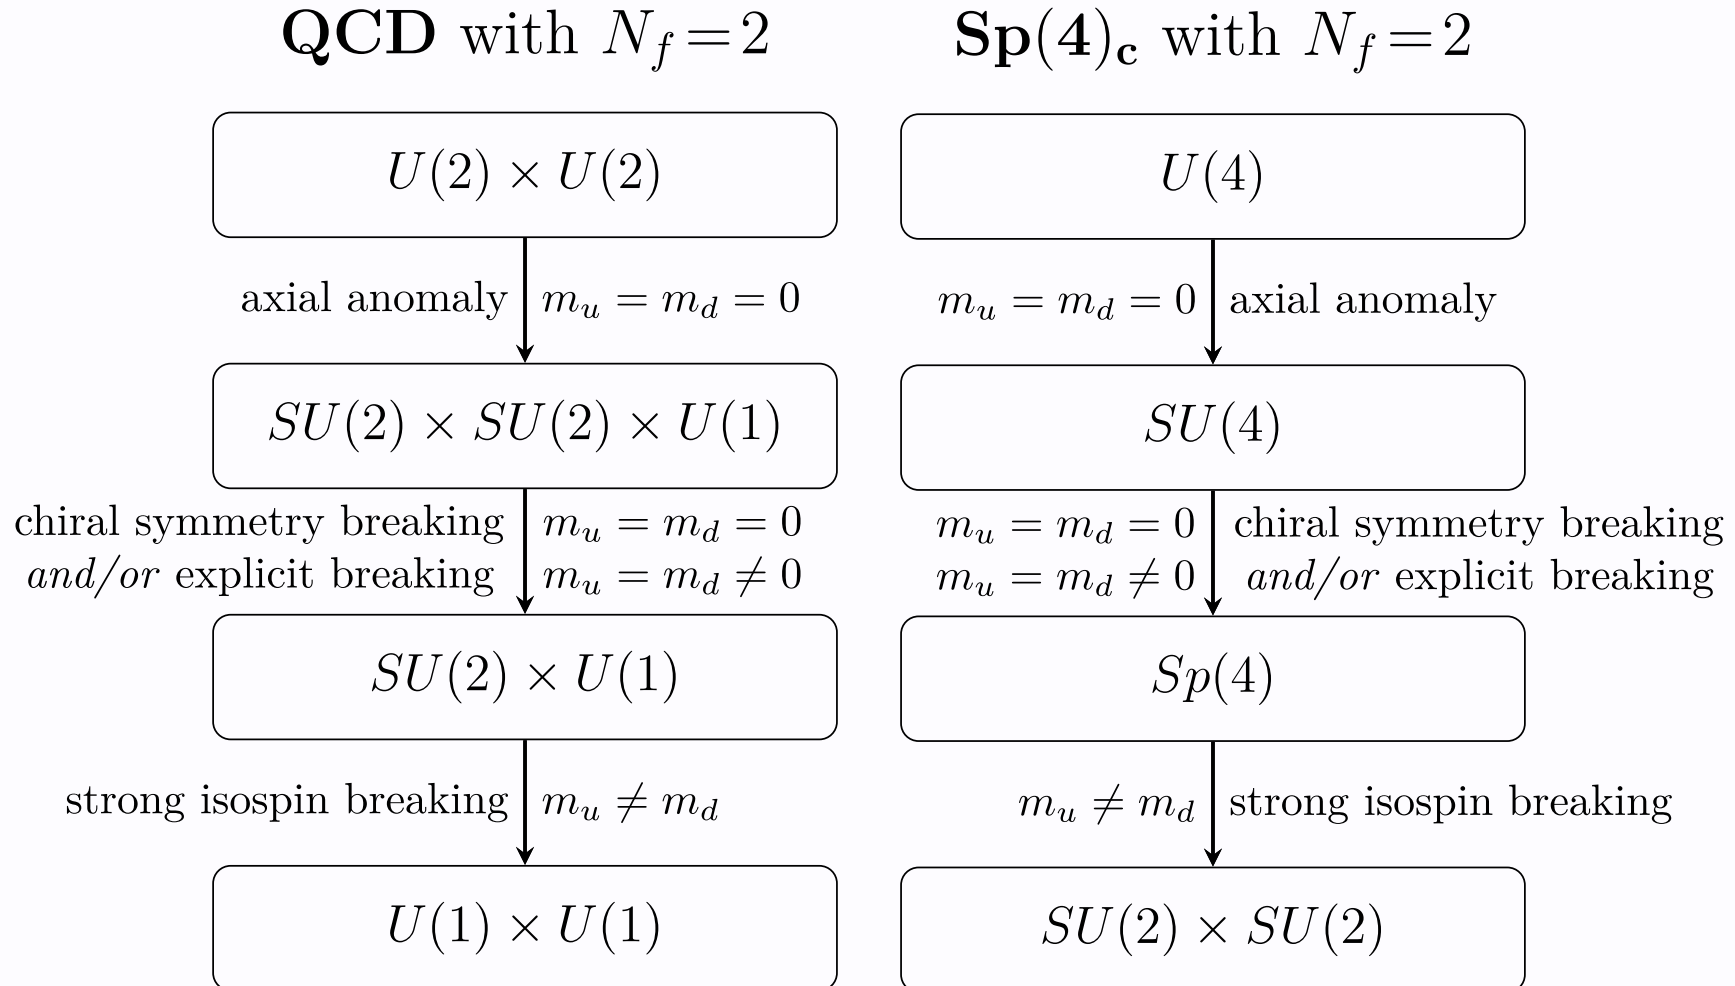 QCD with N_f = 2
U(2) × U(2)
axial anomaly m_u = m_d = 0
SU(2) × SU(2) × U(1)
chiral symmetry breaking m_u = m_d = 0
and/or explicit breaking m_u = m_d ≠ 0
SU(2) × U(1)
strong isospin breaking m_u ≠ m_d
U(1) × U(1)
Sp(4)_c with N_f = 2
U(4)
m_u = m_d = 0 axial anomaly
SU(4)
m_u = m_d = 0 chiral symmetry breaking
m_u = m_d ≠ 0 and/or explicit breaking
Sp(4)
m_u ≠ m_d strong isospin breaking
SU(2) × SU(2)